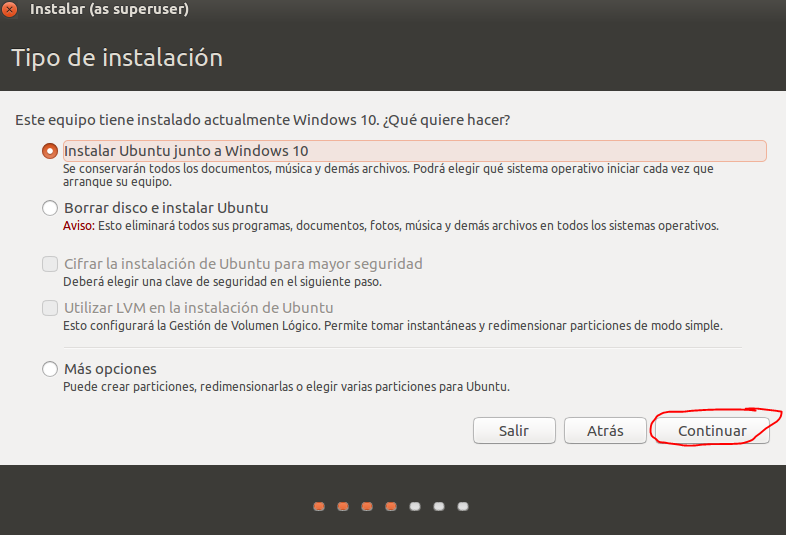 Instalar (as superuser)
Tipo de instalación
Este equipo tiene instalado actualmente Windows 10. ¿Qué quiere hacer?
Instalar Ubuntu junto a Windows 10
Se conservarán todos los documentos, música y demás archivos. Podrá elegir qué sistema operativo iniciar cada vez que
arranque su equipo.
Borrar disco e instalar Ubuntu
Aviso: Esto eliminará todos sus programas, documentos, fotos, música y demás archivos en todos los sistemas operativos.
Cifrar la instalación de Ubuntu para mayor seguridad
Deberá elegir una clave de seguridad en el siguiente paso.
Utilizar LVM en la instalación de Ubuntu
Esto configurará la Gestión de Volumen Lógico. Permite tomar instantáneas y redimensionar particiones de modo simple.
Más opciones
Puede crear particiones, redimensionarlas o elegir varias particiones para Ubuntu.
Salir Atrás Continuar